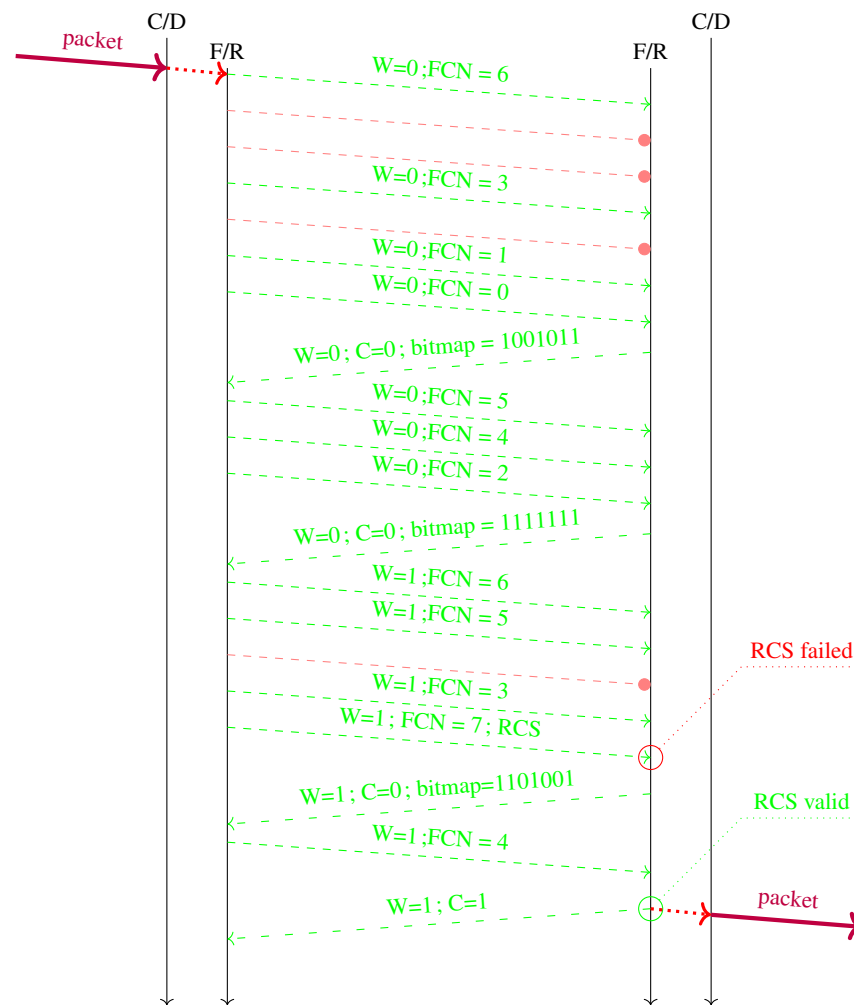 C/D
C/D
packet
F/R
F/R
W=0;FCN = 6
W=0;FCN = 3
W=0;FCN = 1
W=0;FCN = 0
W=0; C=0; bitmap = 1001011
W=0;FCN = 5
W=0;FCN = 4
W=0;FCN = 2
W=0; C=0; bitmap = 1111111
W=1;FCN = 6
W=1;FCN = 5
RCS failed
W=1;FCN = 3
W=1; FCN = 7; RCS
W=1; C=0; bitmap=1101001
RCS valid
W=1;FCN = 4
W=1; C=1
packet